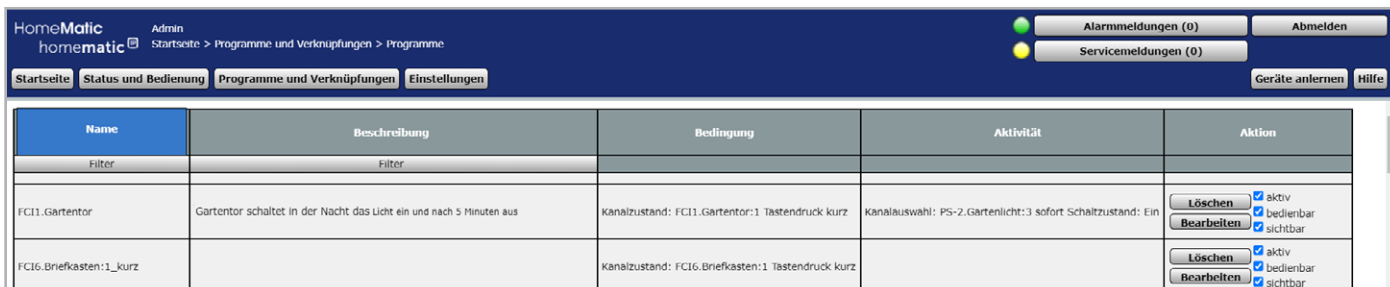 HomeMatic
homematic IP
Admin
Startseite > Programme und Verknüpfungen > Programme
Alarmmeldungen (0)
Abmelden
Servicemeldungen (0)
Startseite
Status und Bedienung
Programme und Verknüpfungen
Einstellungen
Geräte anlernen
Hilfe
Name
Beschreibung
Bedingung
Aktivität
Aktion
Filter
Filter
FCI1.Gartentor
Gartentor schaltet in der Nacht das Licht ein und nach 5 Minuten aus
Kanalzustand: FCI1.Gartentor:1 Tastendruck kurz
Kanalauswahl: PS-2.Gartenlicht:3 sofort Schaltzustand: Ein
Löschen
aktiv
bedienbar
Bearbeiten
sichtbar
FCI6.Briefkasten:1_kurz
Kanalzustand: FCI6.Briefkasten:1 Tastendruck kurz
Löschen
aktiv
bedienbar
Bearbeiten
sichtbar